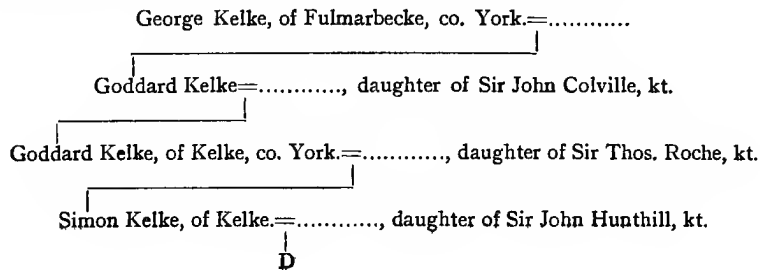 George Kelke, of Fulmarbecke, co. York.=............
Goddard Kelke=............, daughter of Sir John Colville, kt.
Goddard Kelke, of Kelke, co. York.=............, daughter of Sir Thos. Roche, kt.
Simon Kelke, of Kelke.=............, daughter of Sir John Hunthill, kt.
D